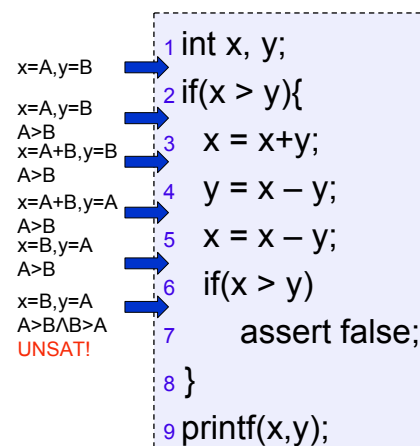 x=A,y=B
x=A,y=B
A>B
x=A+B,y=B
A>B
x=A+B,y=A
A>B
x=B,y=A
A>B
x=B,y=A
A>B∧B>A
UNSAT!
1 int x, y;
2 if(x > y){
3 x = x+y;
4 y = x – y;
5 x = x – y;
6 if(x > y)
7 assert false;
8 }
9 printf(x,y);